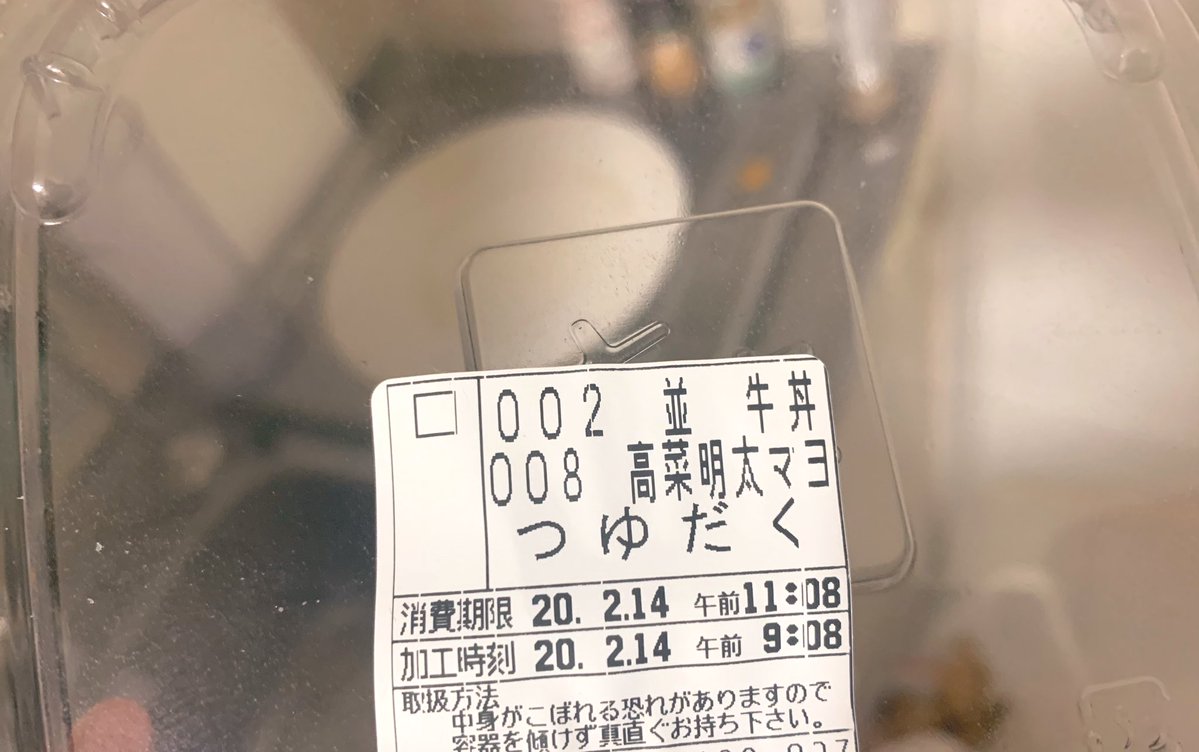 □ 002 並 牛丼
008 高菜明太マヨ
つゆだく
消費期限 20. 2.14 午前11:08
加工時刻 20. 2.14 午前 9:08
取扱方法
中身がこぼれる恐れがありますので
容器を傾けず真直ぐお持ち下さい。